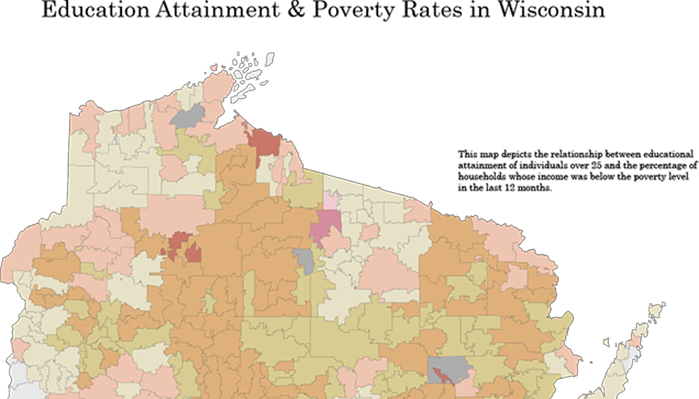 Education Attainment & Poverty Rates in Wisconsin
This map depicts the relationship between educational
attainment of individuals over 25 and the percentage of
households whose income was below the poverty level
in the last 12 months.